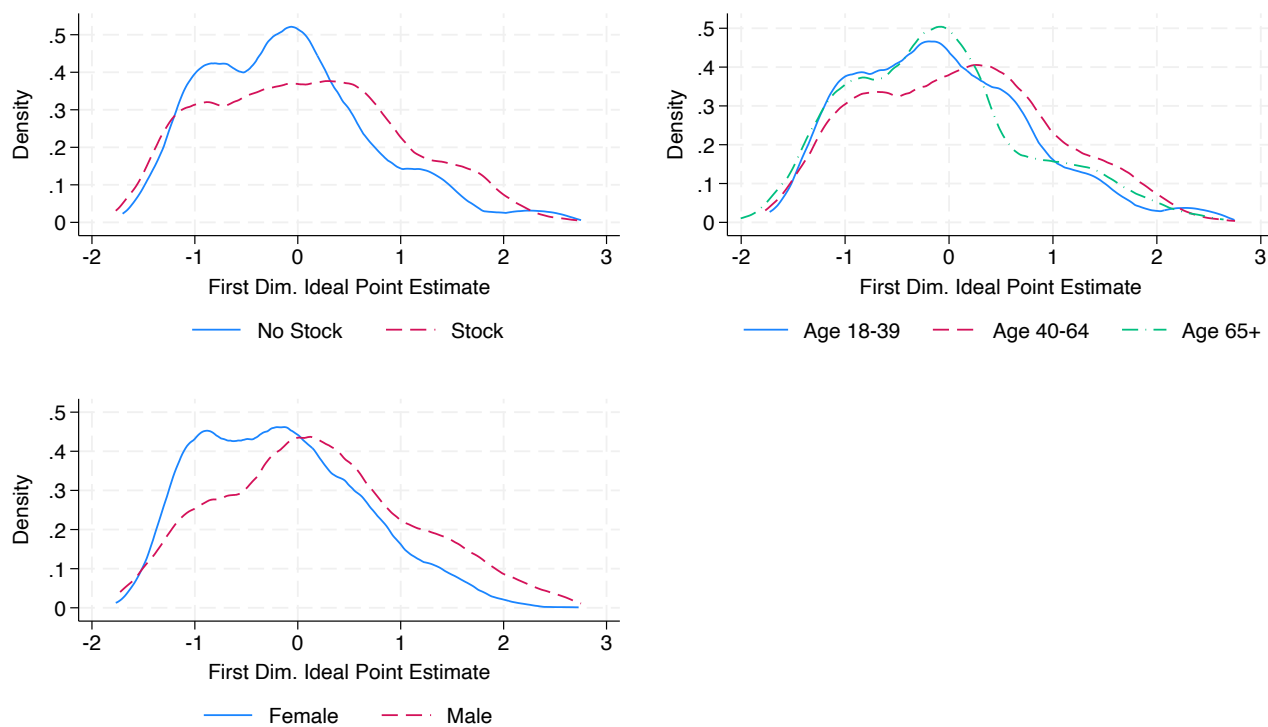 Density
.5
.4
.3
.2
.1
0
-2 -1 0 1 2 3
First Dim. Ideal Point Estimate
No Stock Stock
Density
.5
.4
.3
.2
.1
0
-2 -1 0 1 2 3
First Dim. Ideal Point Estimate
Age 18-39 Age 40-64 Age 65+
Density
.5
.4
.3
.2
.1
0
-2 -1 0 1 2 3
First Dim. Ideal Point Estimate
Female Male